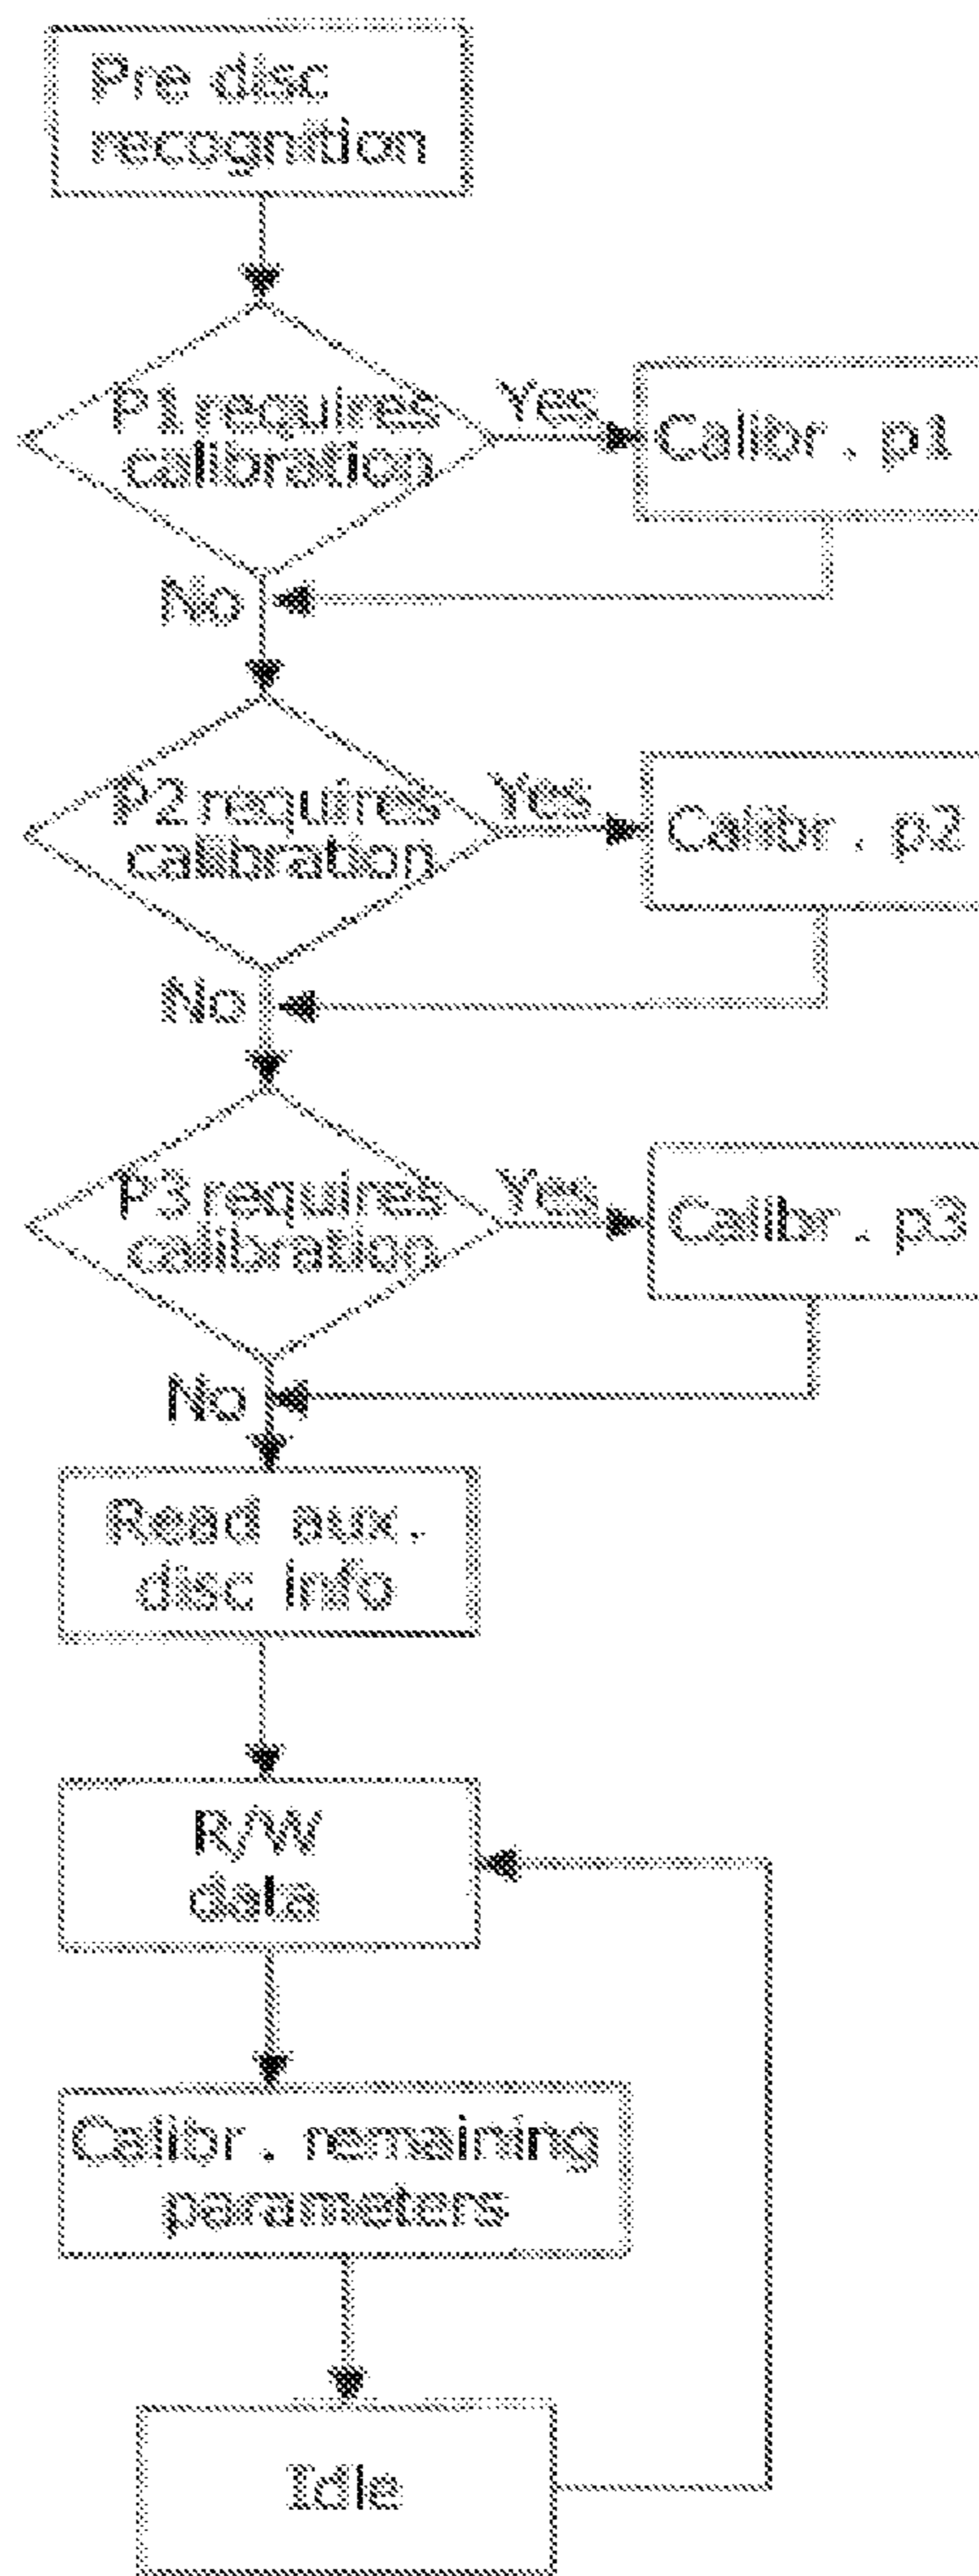 Pre disc
recognition
P1 requires
calibration
Yes
Calibr. p1
No
P2 requires
calibration
Yes
Calibr. p2
No
P3 requires
calibration
Yes
Calibr. p3
No
Read aux.
disc info
R/W
data
Calibr. remaining
parameters
Idle